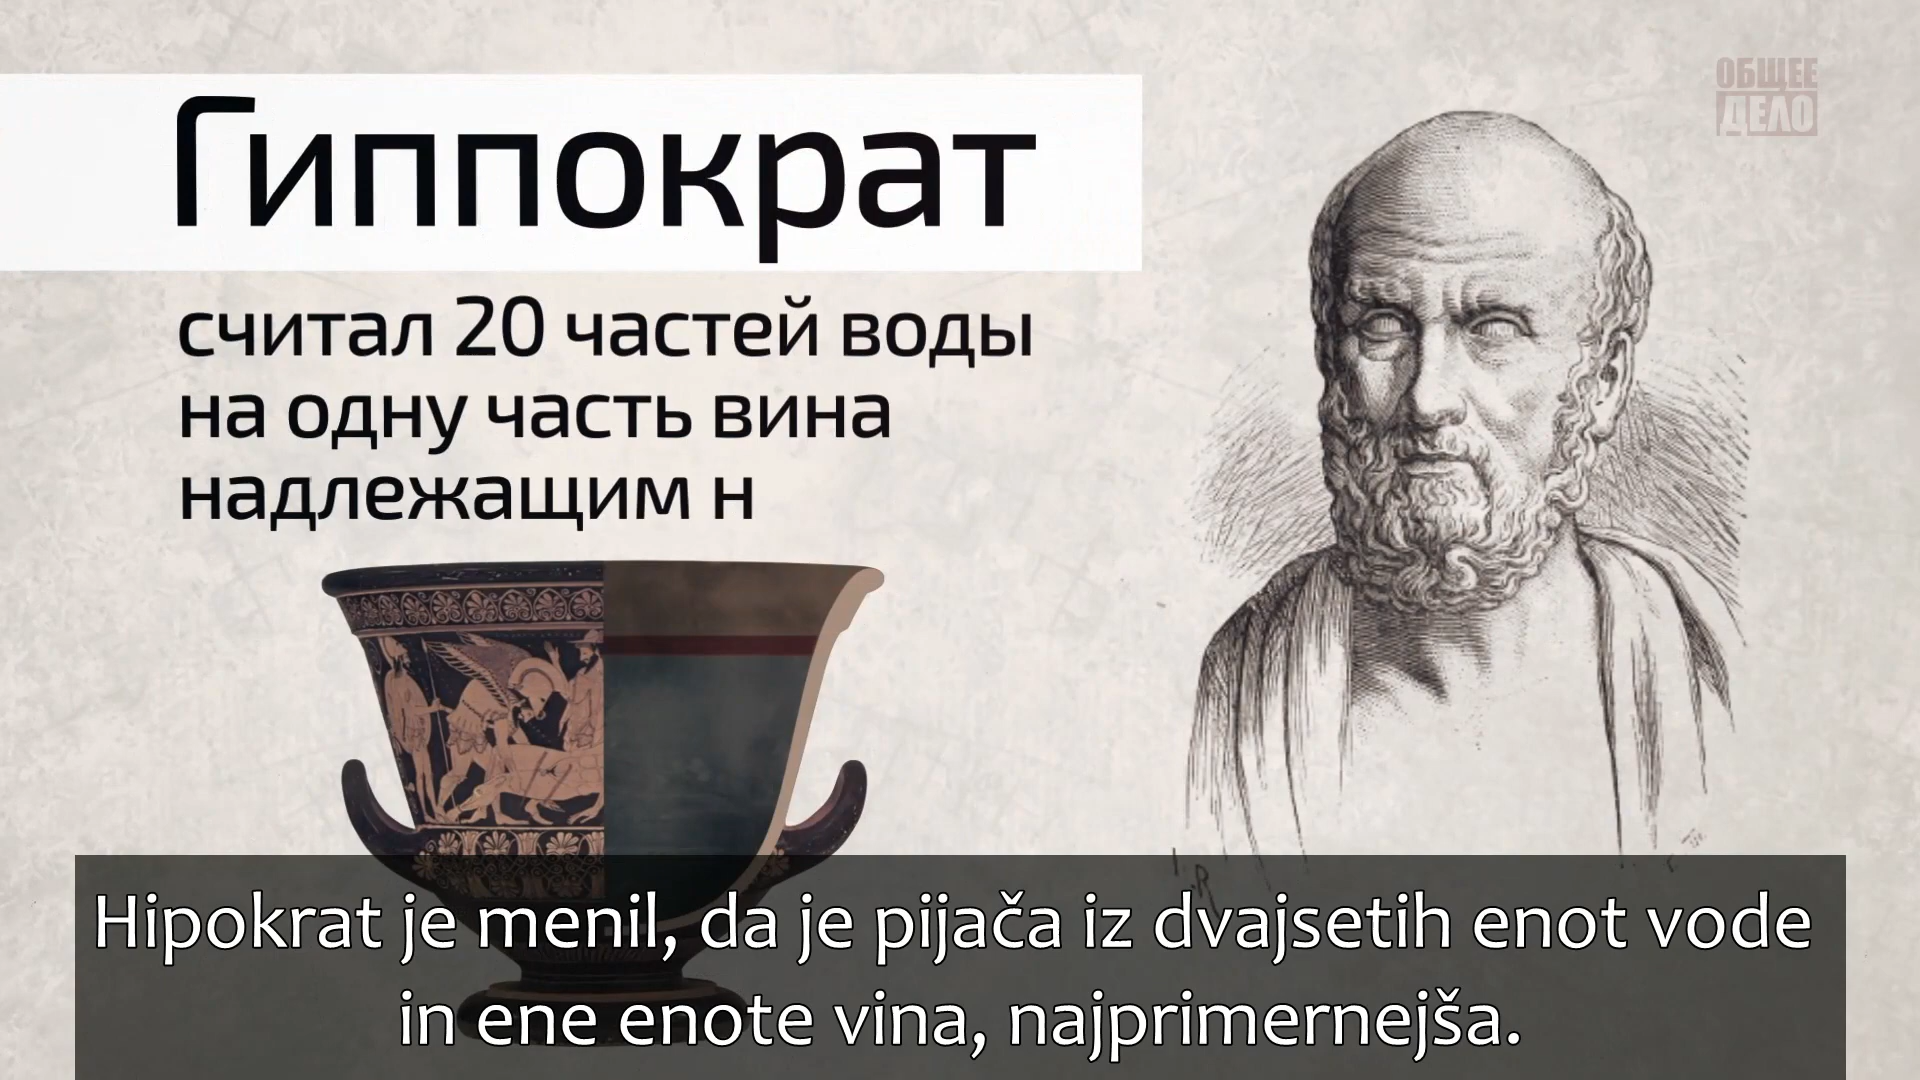 ОБЩЕЕ
ДЕЛО
Гиппократ
считал 20 частей воды
на одну часть вина
надлежащим н
Hipokrat je menil, da je pijača iz dvajsetih enot vode
in ene enote vina, najprimernejša.